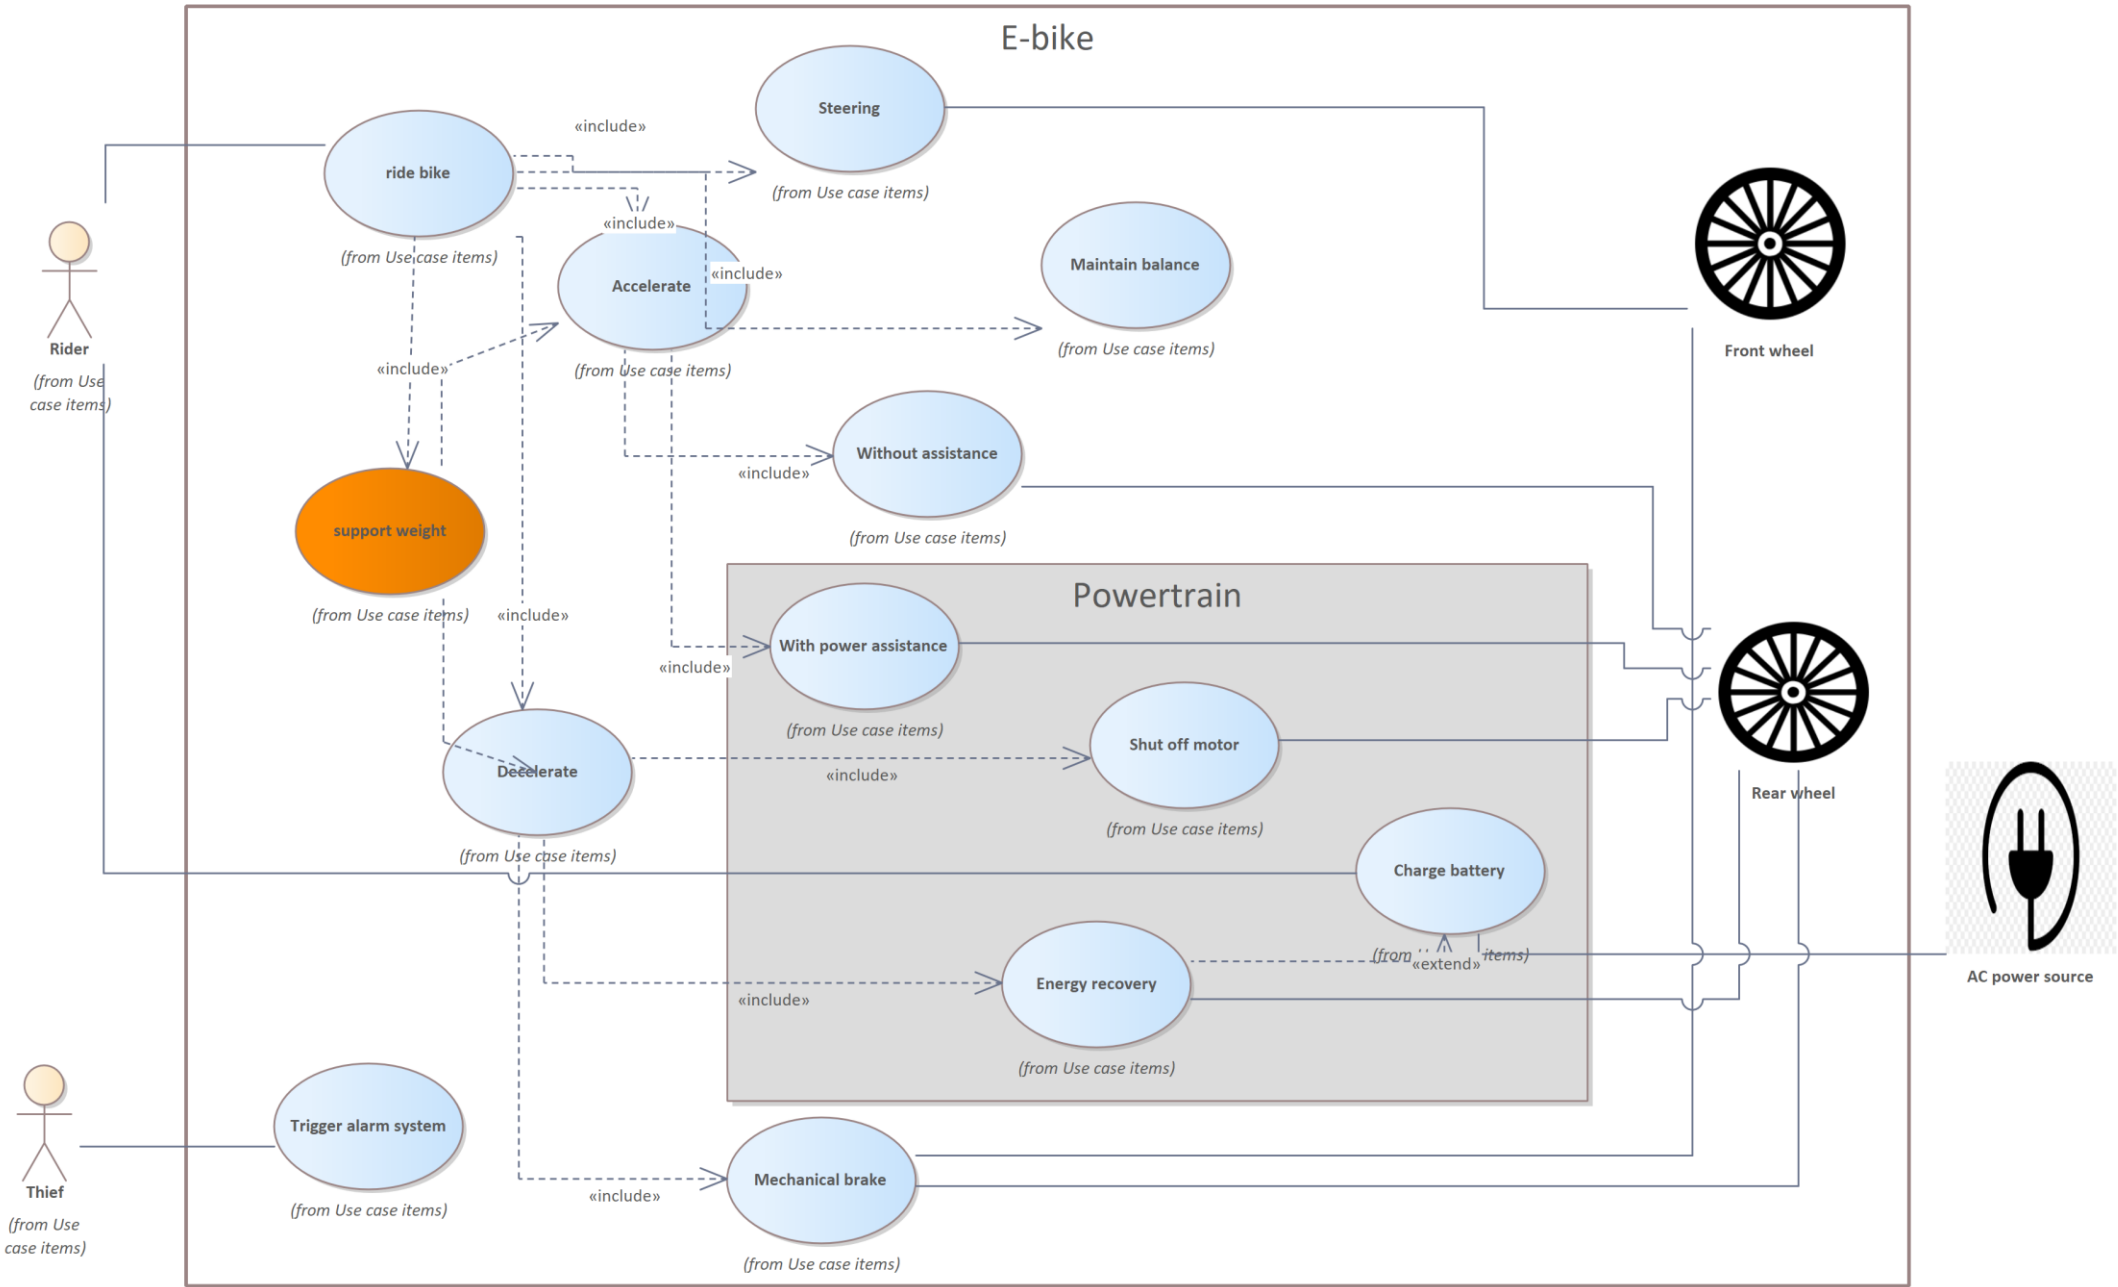 E-bike
Steering
(from Use case items)
«include»
ride bike
(from Use case items)
«include»
Accelerate
(from Use case items)
«include»
Maintain balance
(from Use case items)
Front wheel
Rider
(from Use
case items)
«include»
Without assistance
(from Use case items)
«include»
support weight
(from Use case items)
«include»
Powertrain
With power assistance
(from Use case items)
«include»
Shut off motor
(from Use case items)
«include»
Decelerate
(from Use case items)
Rear wheel
Charge battery
(from
items)
«extend»
AC power source
Energy recovery
(from Use case items)
«include»
Thief
(from Use
case items)
Trigger alarm system
(from Use case items)
Mechanical brake
(from Use case items)
«include»